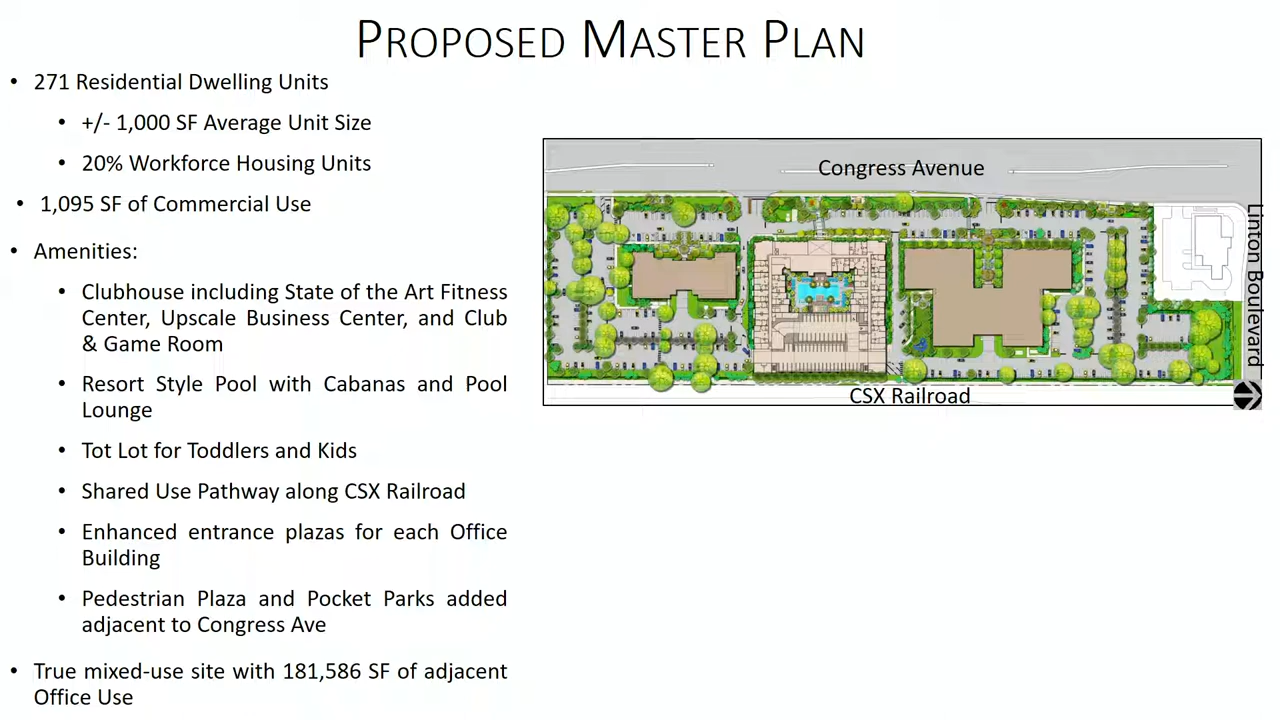 PROPOSED MASTER PLAN
• 271 Residential Dwelling Units
• +/- 1,000 SF Average Unit Size
• 20% Workforce Housing Units
• 1,095 SF of Commercial Use
• Amenities:
• Clubhouse including State of the Art Fitness
Center, Upscale Business Center, and Club
& Game Room
• Resort Style Pool with Cabanas and Pool
Lounge
• Tot Lot for Toddlers and Kids
• Shared Use Pathway along CSX Railroad
• Enhanced entrance plazas for each Office
Building
• Pedestrian Plaza and Pocket Parks added
adjacent to Congress Ave
• True mixed-use site with 181,586 SF of adjacent
Office Use
Congress Avenue
Linton Boulevard
CSX Railroad